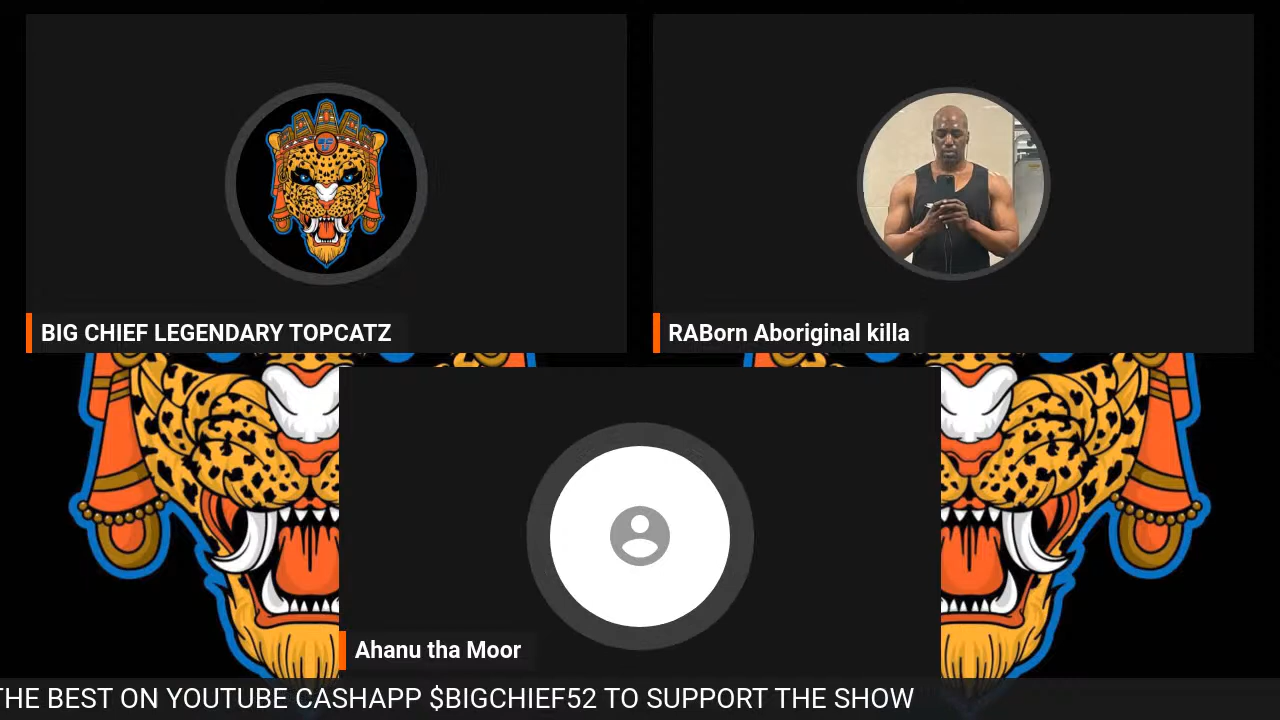 BIG CHIEF LEGENDARY TOPCATZ
RABorn Aboriginal killa
Ahanu tha Moor
THE BEST ON YOUTUBE CASHAPP $BIGCHIEF52 TO SUPPORT THE SHOW